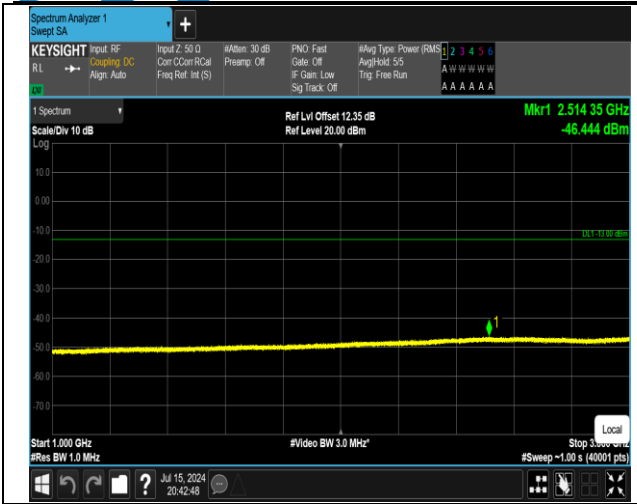 Spectrum Analyzer 1
Swept SA
KEYSIGHT
RL
Input: RF
Coupling: DC
Align: Auto
Input Z: 50 Ω
Corr CCorr RCal
Freq Ref: Int (S)
#Atten: 30 dB
Preamp: Off
PNO: Fast
Gate: Off
IF Gain: Low
Sig Track: Off
#Avg Type: Power (RMS
Avg|Hold: 5/5
Trig: Free Run
1 2 3 4 5 6
A W W W W W
A A A A A A
1 Spectrum
Scale/Div 10 dB
Log
Ref Lvl Offset 12.35 dB
Ref Level 20.00 dBm
Mkr1 2.514 35 GHz
-46.444 dBm
10.0
0.00
-10.0
DL1 -13.00 dBm
-20.0
-30.0
-40.0
1
-50.0
-60.0
-70.0
Local
Start 1.000 GHz
#Res BW 1.0 MHz
#Video BW 3.0 MHz*
Stop
#Sweep ~1.00 s (40001 pts)
?
Jul 15, 2024
20:42:48